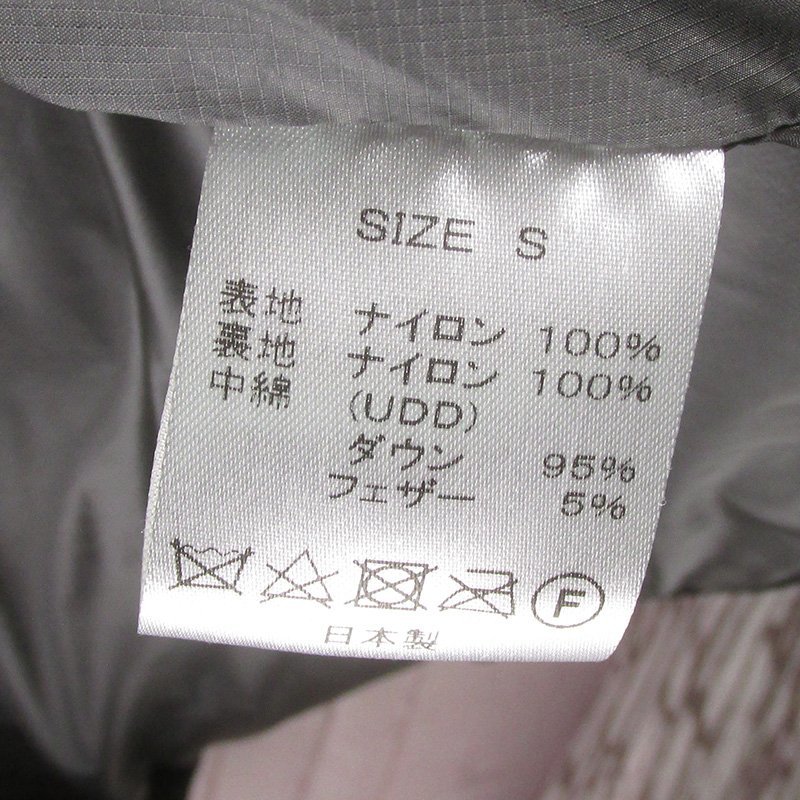 SIZE S
表地 ナイロン 100%
裏地 ナイロン 100%
中綿 (UDD)
ダウン 95%
フェザー 5%
F
日本製